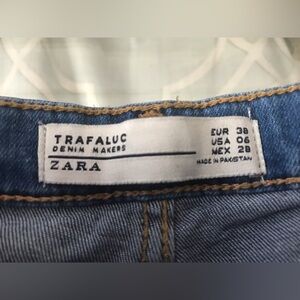 TRAFALUC
DENIM MAKERS
ZARA
EUR 38
USA 06
MEX 28
MADE IN PAKISTAN